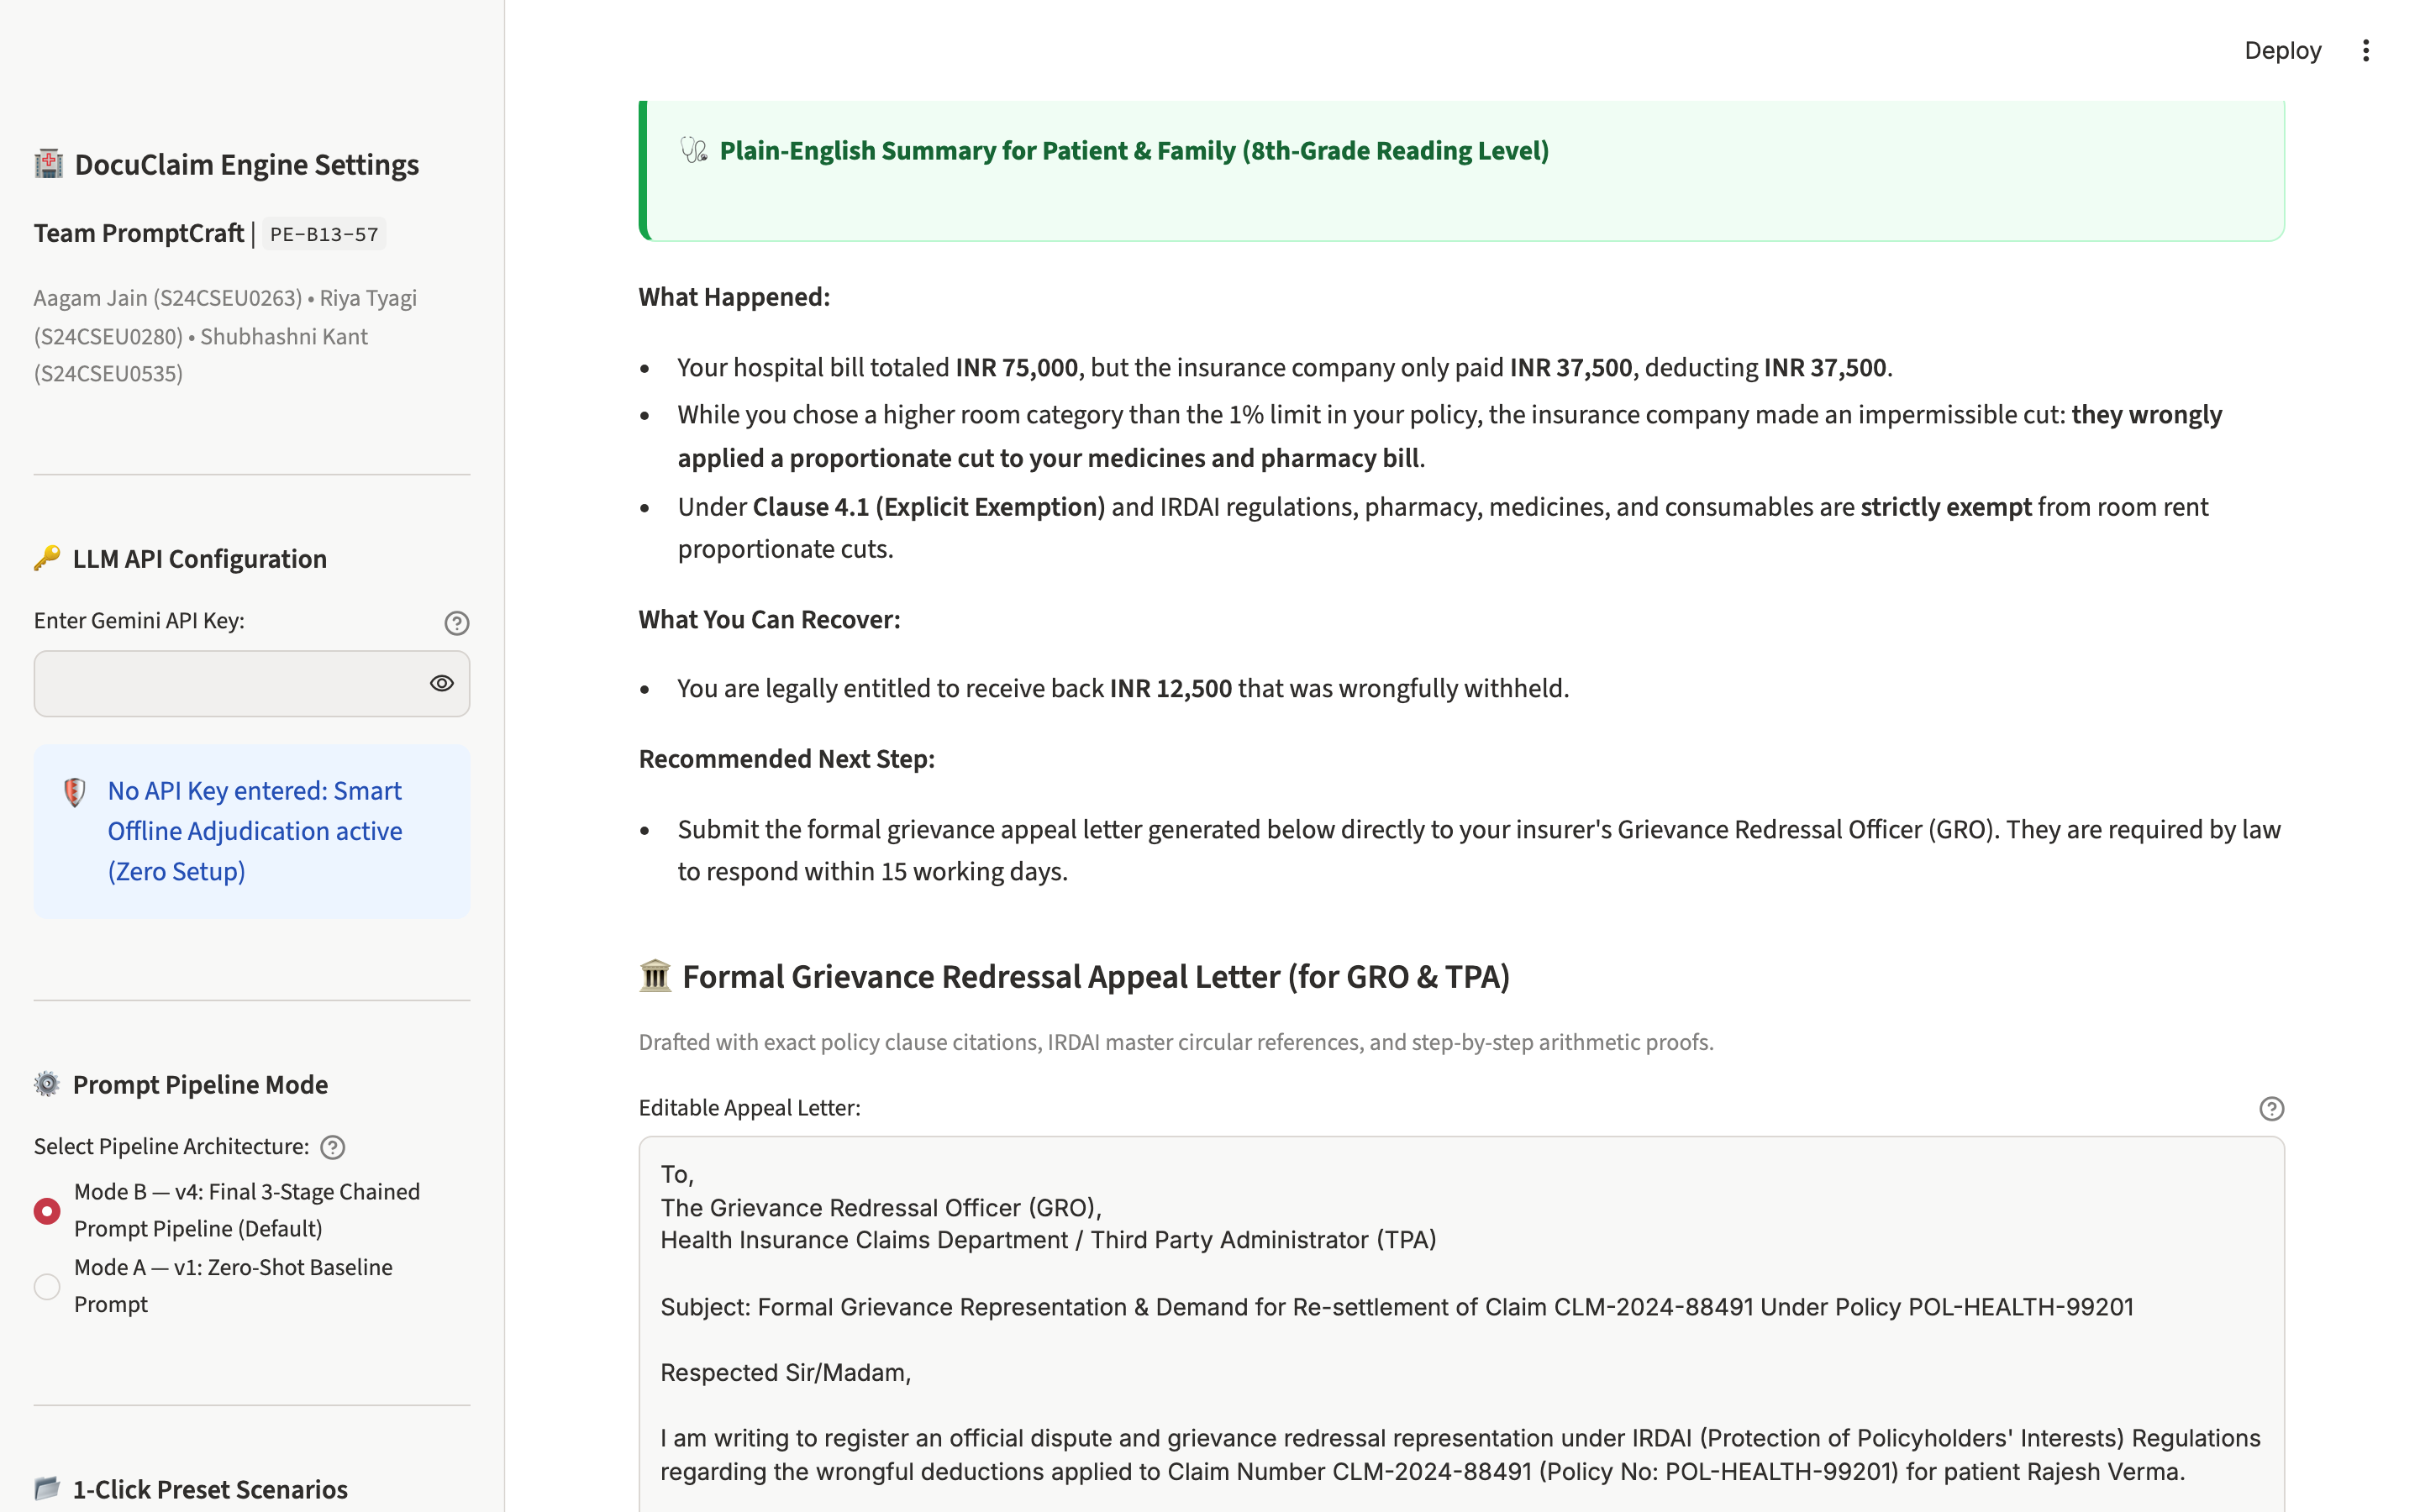 Deploy
🏥 DocuClaim Engine Settings
Team PromptCraft | PE-B13-57
Aagam Jain (S24CSEU0263) • Riya Tyagi
(S24CSEU0280) • Shubhashni Kant
(S24CSEU0535)
🔑 LLM API Configuration
Enter Gemini API Key:
No API Key entered: Smart
Offline Adjudication active
(Zero Setup)
⚙️ Prompt Pipeline Mode
Select Pipeline Architecture:
Mode B — v4: Final 3-Stage Chained
Prompt Pipeline (Default)
Mode A — v1: Zero-Shot Baseline
Prompt
📂 1-Click Preset Scenarios
🩺 Plain-English Summary for Patient & Family (8th-Grade Reading Level)
What Happened:
• Your hospital bill totaled INR 75,000, but the insurance company only paid INR 37,500, deducting INR 37,500.
• While you chose a higher room category than the 1% limit in your policy, the insurance company made an impermissible cut: they wrongly
applied a proportionate cut to your medicines and pharmacy bill.
• Under Clause 4.1 (Explicit Exemption) and IRDAI regulations, pharmacy, medicines, and consumables are strictly exempt from room rent
proportionate cuts.
What You Can Recover:
• You are legally entitled to receive back INR 12,500 that was wrongfully withheld.
Recommended Next Step:
• Submit the formal grievance appeal letter generated below directly to your insurer's Grievance Redressal Officer (GRO). They are required by law
to respond within 15 working days.
🏛️ Formal Grievance Redressal Appeal Letter (for GRO & TPA)
Drafted with exact policy clause citations, IRDAI master circular references, and step-by-step arithmetic proofs.
Editable Appeal Letter:
To,
The Grievance Redressal Officer (GRO),
Health Insurance Claims Department / Third Party Administrator (TPA)
Subject: Formal Grievance Representation & Demand for Re-settlement of Claim CLM-2024-88491 Under Policy POL-HEALTH-99201
Respected Sir/Madam,
I am writing to register an official dispute and grievance redressal representation under IRDAI (Protection of Policyholders' Interests) Regulations
regarding the wrongful deductions applied to Claim Number CLM-2024-88491 (Policy No: POL-HEALTH-99201) for patient Rajesh Verma.